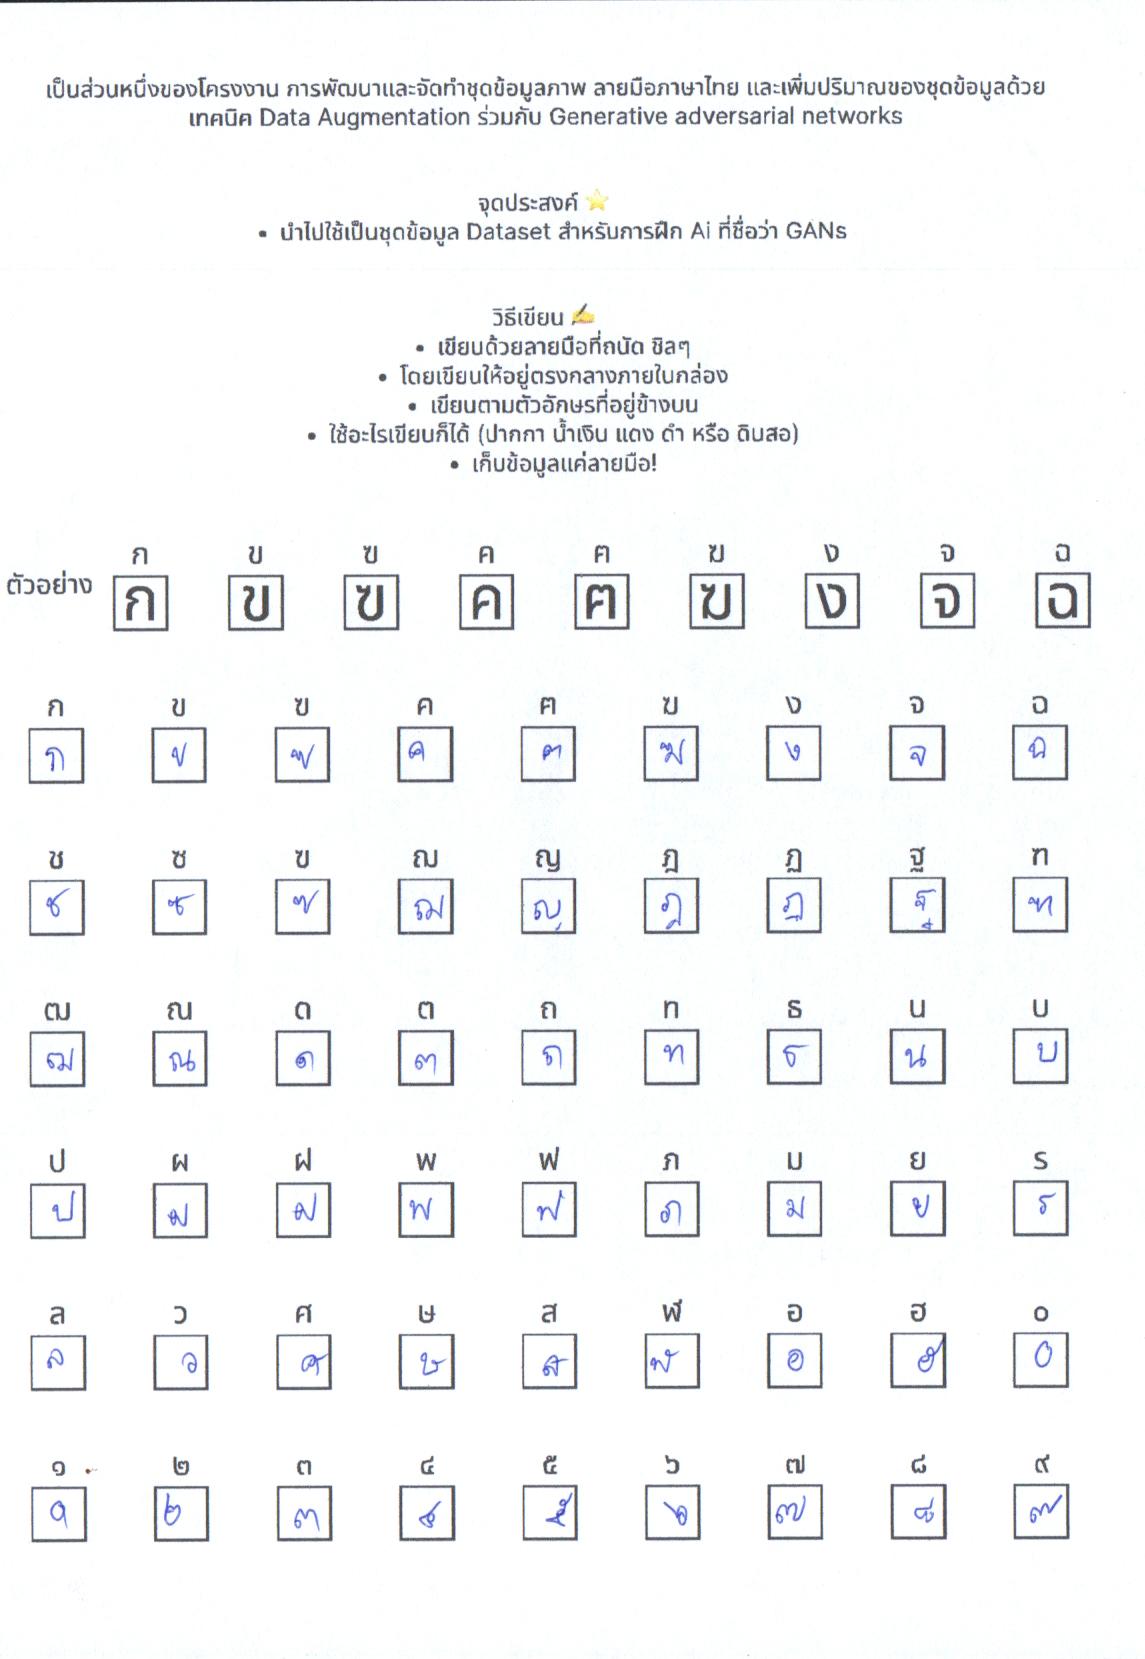 เป็นส่วนหนึ่งของโครงงาน การพัฒนาและจัดทำชุดข้อมูลภาพ ลายมือภาษาไทย และเพิ่มปริมาณของชุดข้อมูลด้วย
เทคนิค Data Augmentation ร่วมกับ Generative adversarial networks
จุดประสงค์ ⭐
• นำไปใช้เป็นชุดข้อมูล Dataset สำหรับการฝึก Ai ที่ชื่อว่า GANs
วิธีเขียน ✍️
• เขียนด้วยลายมือที่ถนัด ชิลๆ
• โดยเขียนให้อยู่ตรงกลางภายในกล่อง
• เขียนตามตัวอักษรที่อยู่ข้างบน
• ใช้อะไรเขียนก็ได้ (ปากกา น้ำเงิน แดง ดำ หรือ ดินสอ)
• เก็บข้อมูลแค่ลายมือ!
ก ข ฃ ค ฅ ฆ ง จ ฉ
ตัวอย่าง ก ข ฃ ค ฅ ฆ ง จ ฉ
ก ข ฃ ค ฅ ฆ ง จ ฉ
ก ข ฃ ค ฅ ฆ ง จ ฉ
ช ซ ฃ ฌ ญ ฎ ฏ ฐ ฑ
ช ซ ฃ ฌ ญ ฎ ฏ ฐ ฑ
ฒ ณ ด ต ถ ท ธ น บ
ฒ ณ ด ต ถ ท ธ น บ
ป ผ ฝ พ ฟ ภ ม ย ร
ป ผ ฝ พ ฟ ภ ม ย ร
ล ว ศ ษ ส ฬ อ ฮ ๐
ล ว ศ ษ ส ฬ อ ฮ ๐
๑ ๒ ๓ ๔ ๕ ๖ ๗ ๘ ๙
๑ ๒ ๓ ๔ ๕ ๖ ๗ ๘ ๙